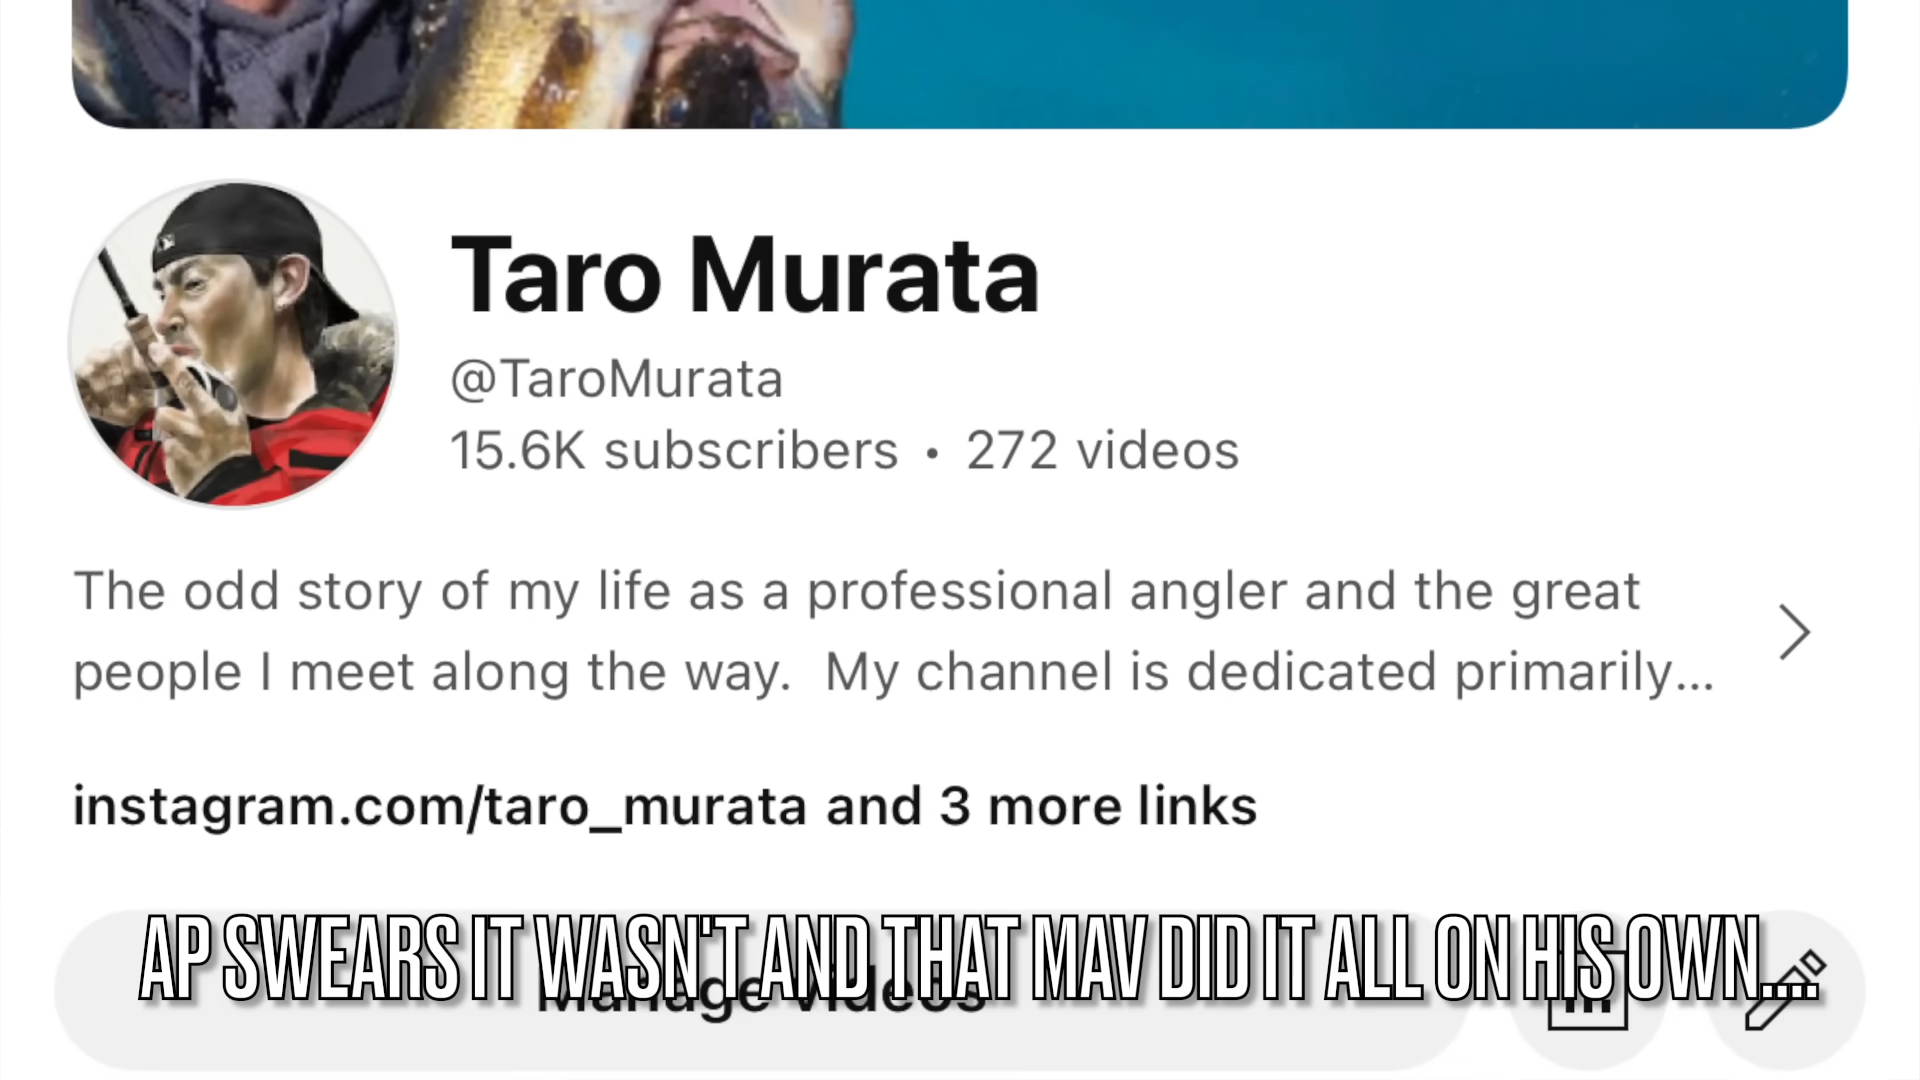 Taro Murata
@TaroMurata
15.6K subscribers • 272 videos
The odd story of my life as a professional angler and the great
people I meet along the way.  My channel is dedicated primarily...
instagram.com/taro_murata and 3 more links
AP SWEARS IT WASN'T AND THAT MAV DID IT ALL ON HIS OWN....
Manage videos